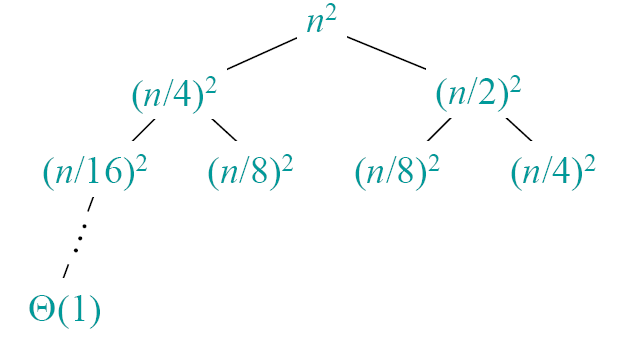 n²
(n/4)² (n/2)²
(n/16)² (n/8)² (n/8)² (n/4)²
⋮
Θ(1)